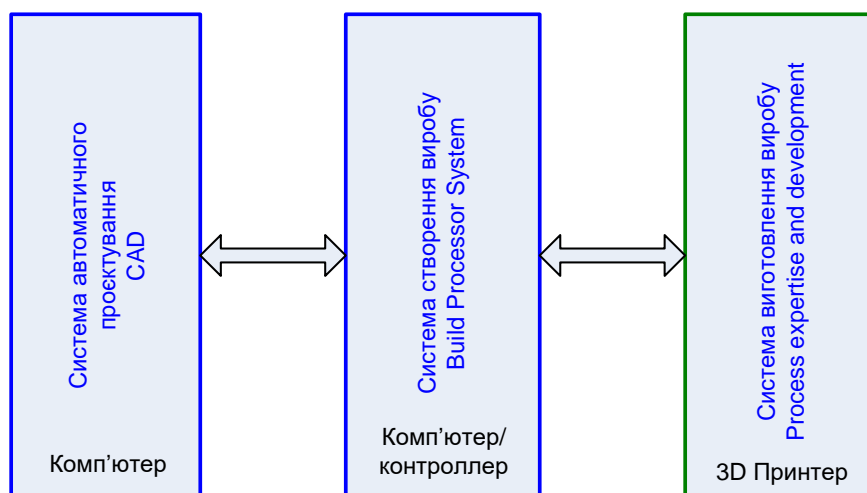 Система автоматичного
проєктування
CAD
Комп’ютер
Система створення виробу
Build Processor System
Комп’ютер/
контроллер
Система виготовлення виробу
Process expertise and development
3D Принтер